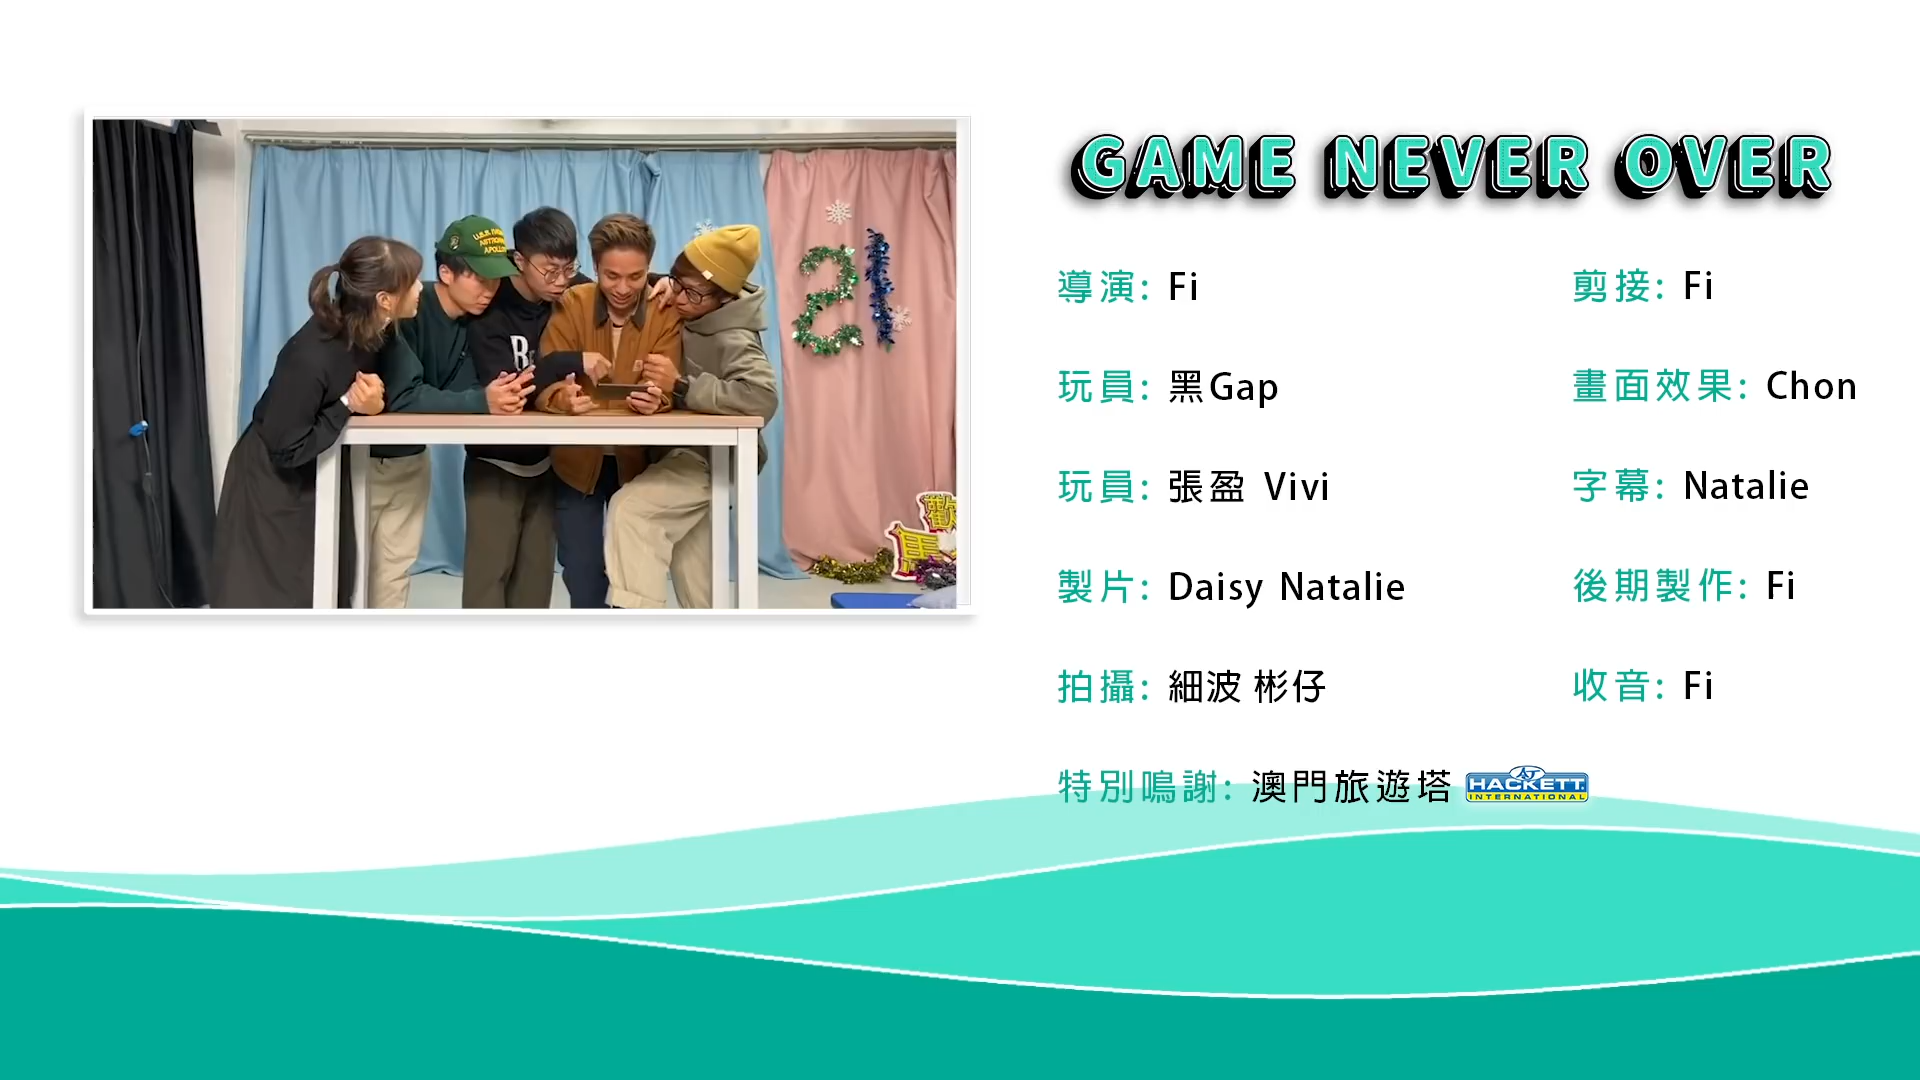 GAME NEVER OVER
導演: Fi
玩員: 黑Gap
玩員: 張盈 Vivi
製片: Daisy Natalie
拍攝: 細波 彬仔
特別鳴謝: 澳門旅遊塔 AJ HACKETT INTERNATIONAL
剪接: Fi
畫面效果: Chon
字幕: Natalie
後期製作: Fi
收音: Fi
21
APOLLO